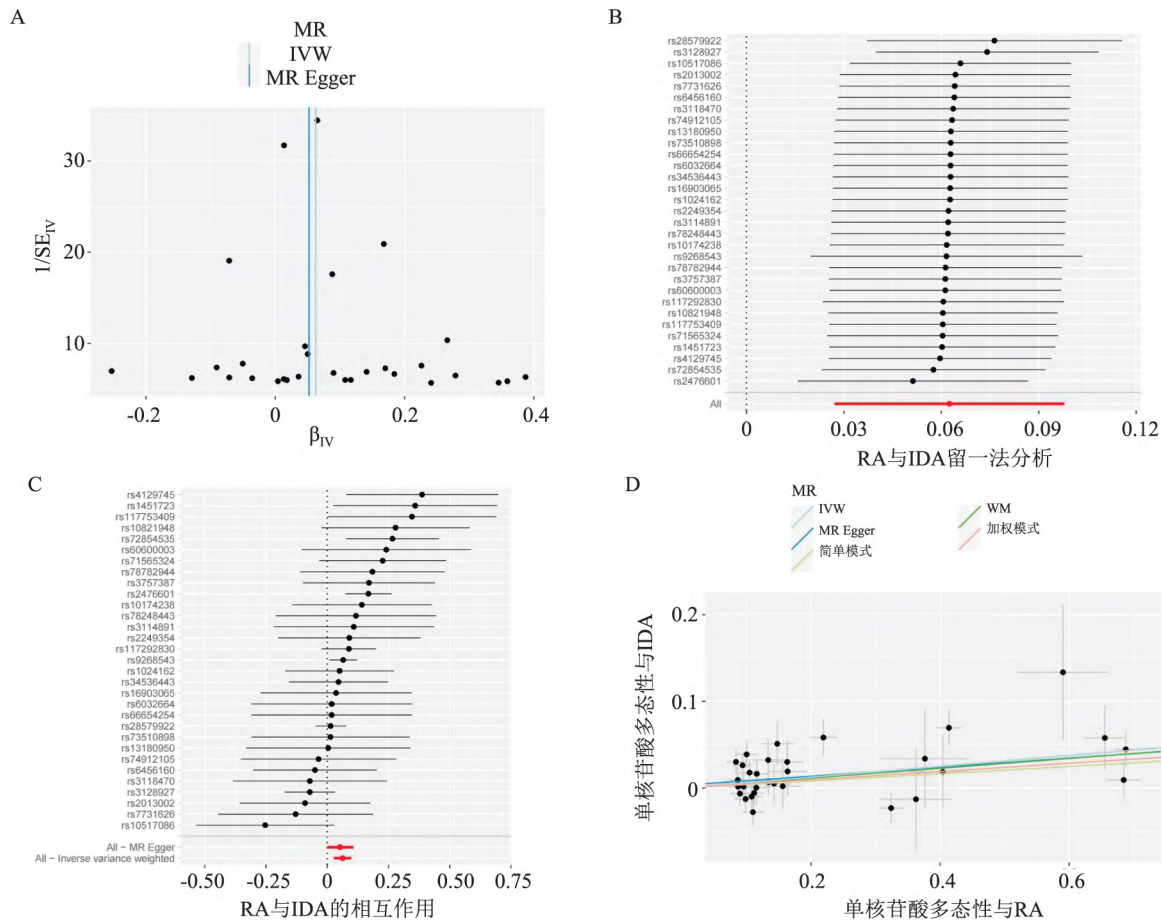 A
MR
IVW
MR Egger
1/SE_IV
30
20
10
-0.2
0
0.2
0.4
β_IV
B
rs28579922
rs3128927
rs10517086
rs2013002
rs7731626
rs6456160
rs3118470
rs74912105
rs13180950
rs73510898
rs66654254
rs6032664
rs34536443
rs16903065
rs1024162
rs2249354
rs3114891
rs78248443
rs10174238
rs9268543
rs78782944
rs3757387
rs60600003
rs117292830
rs10821948
rs117753409
rs71565324
rs1451723
rs4129745
rs72854535
rs2476601
All
0
0.03
0.06
0.09
0.12
RA与IDA留一法分析
C
rs4129745
rs1451723
rs117753409
rs10821948
rs72854535
rs60600003
rs71565324
rs78782944
rs3757387
rs2476601
rs10174238
rs78248443
rs3114891
rs2249354
rs117292830
rs9268543
rs1024162
rs34536443
rs16903065
rs6032664
rs66654254
rs28579922
rs73510898
rs13180950
rs74912105
rs6456160
rs3118470
rs3128927
rs2013002
rs7731626
rs10517086
All − MR Egger
All − Inverse variance weighted
-0.50
-0.25
0
0.25
0.50
0.75
RA与IDA的相互作用
D
MR
IVW
MR Egger
简单模式
WM
加权模式
单核苷酸多态性与IDA
0.2
0.1
0
0.2
0.4
0.6
单核苷酸多态性与RA